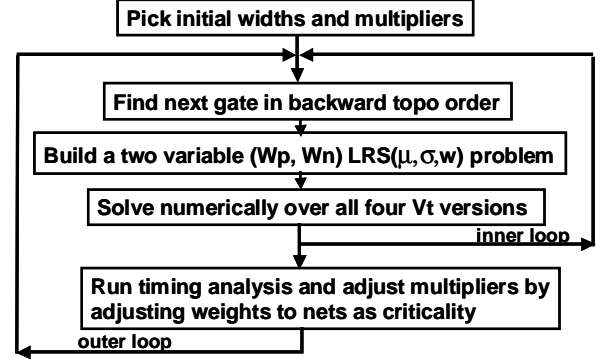 Pick initial widths and multipliers
Find next gate in backward topo order
Build a two variable (Wp, Wn) LRS(μ,σ,w) problem
Solve numerically over all four Vt versions
inner loop
Run timing analysis and adjust multipliers by
adjusting weights to nets as criticality
outer loop